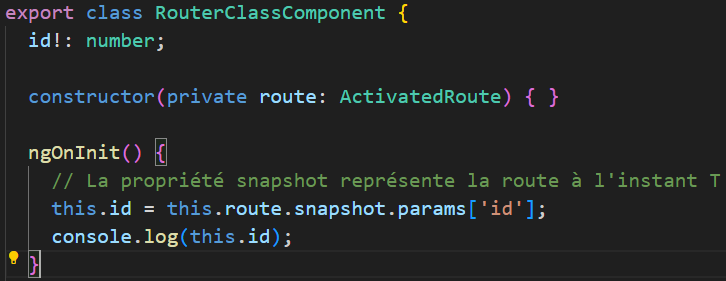 export class RouterClassComponent {
id!: number;
constructor(private route: ActivatedRoute) { }
ngOnInit() {
// La propriété snapshot représente la route à l'instant T
this.id = this.route.snapshot.params['id'];
console.log(this.id);
}